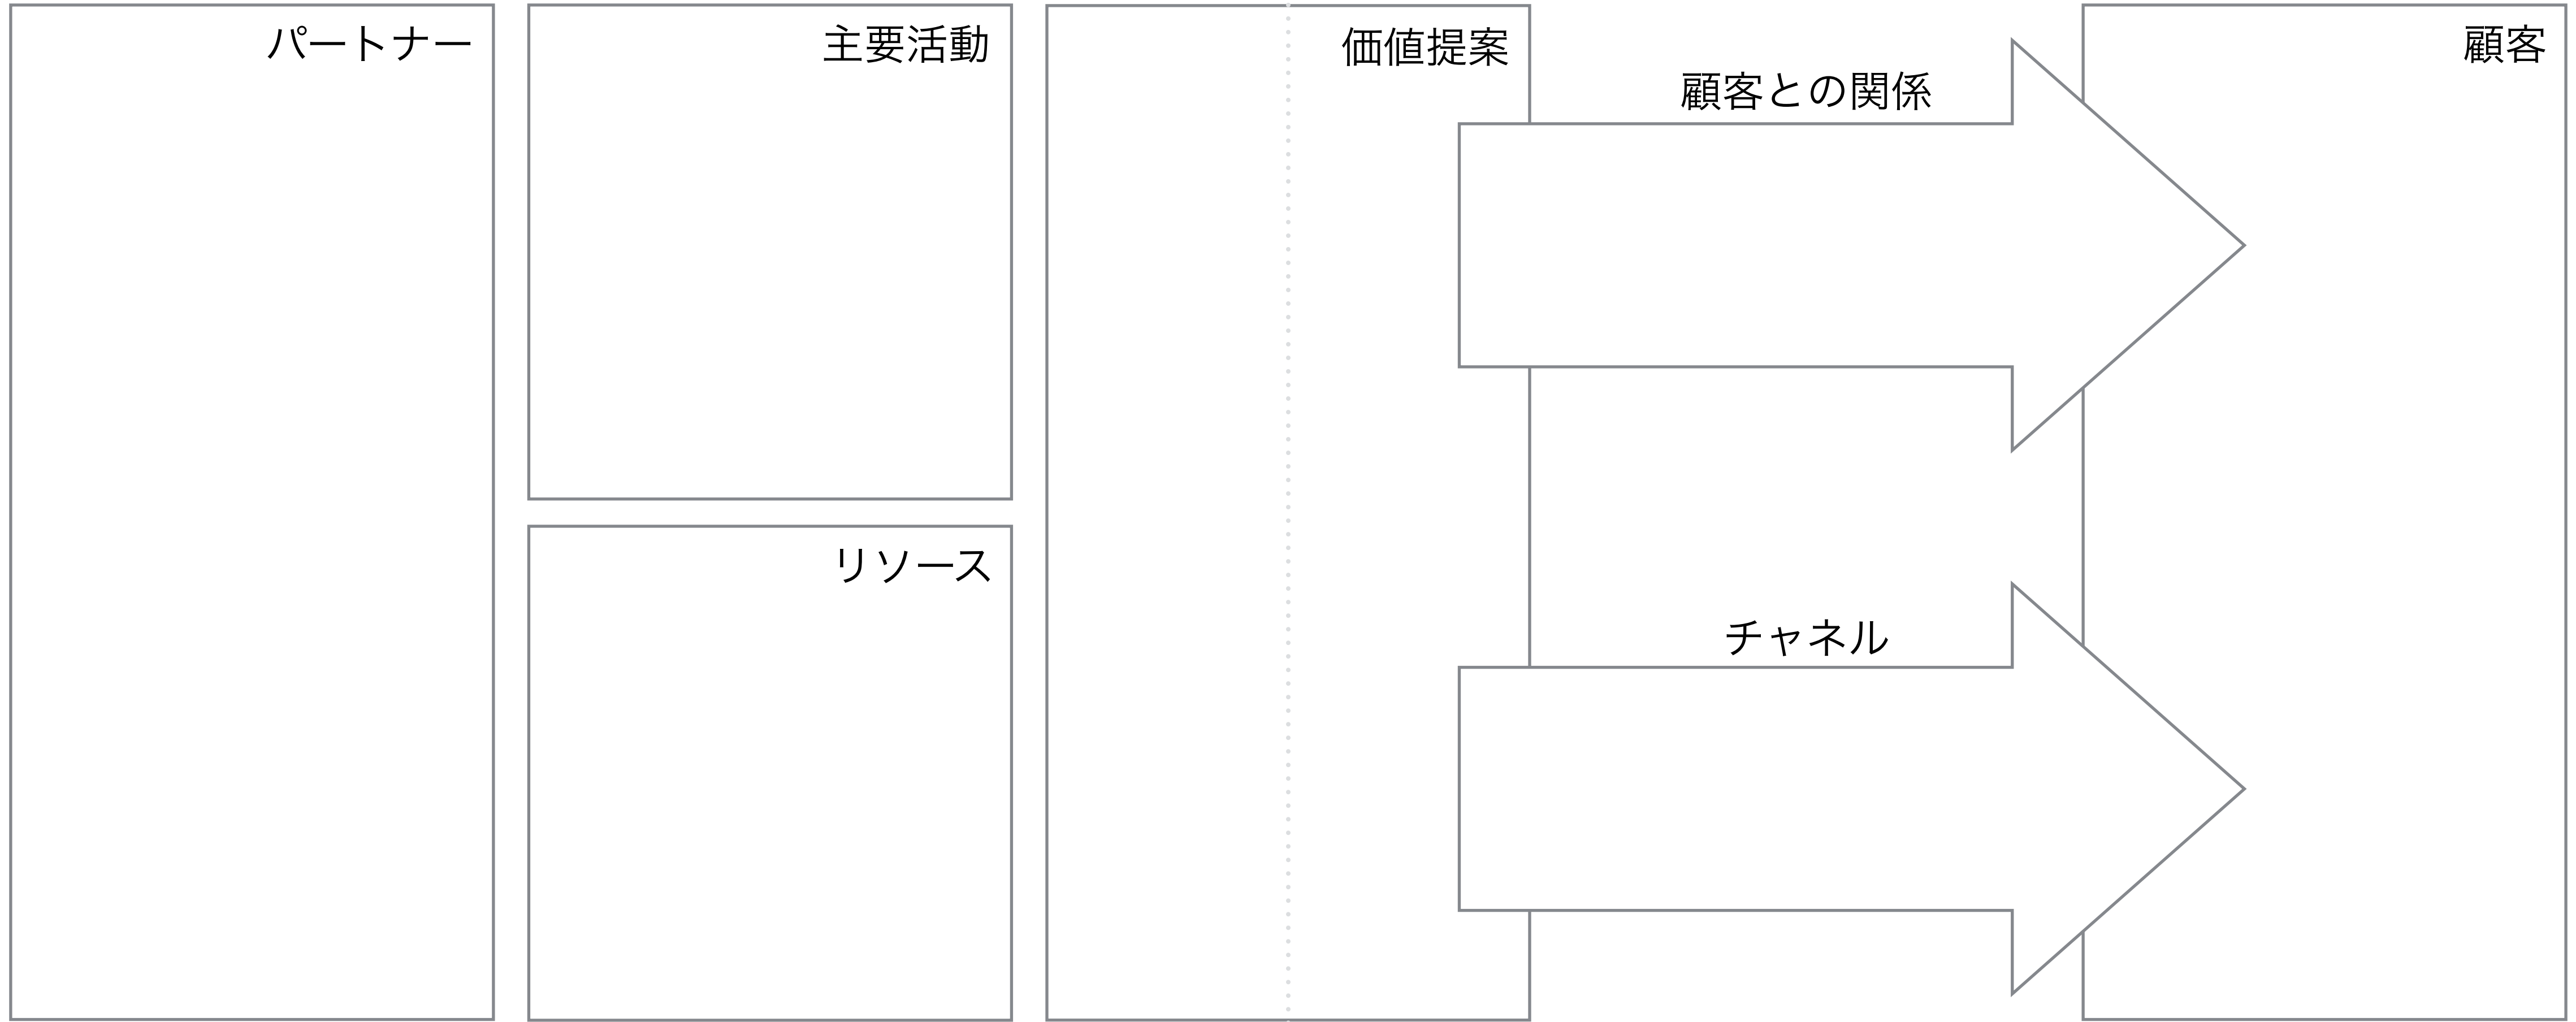 パートナー
主要活動
リソース
価値提案
顧客との関係
チャネル
顧客